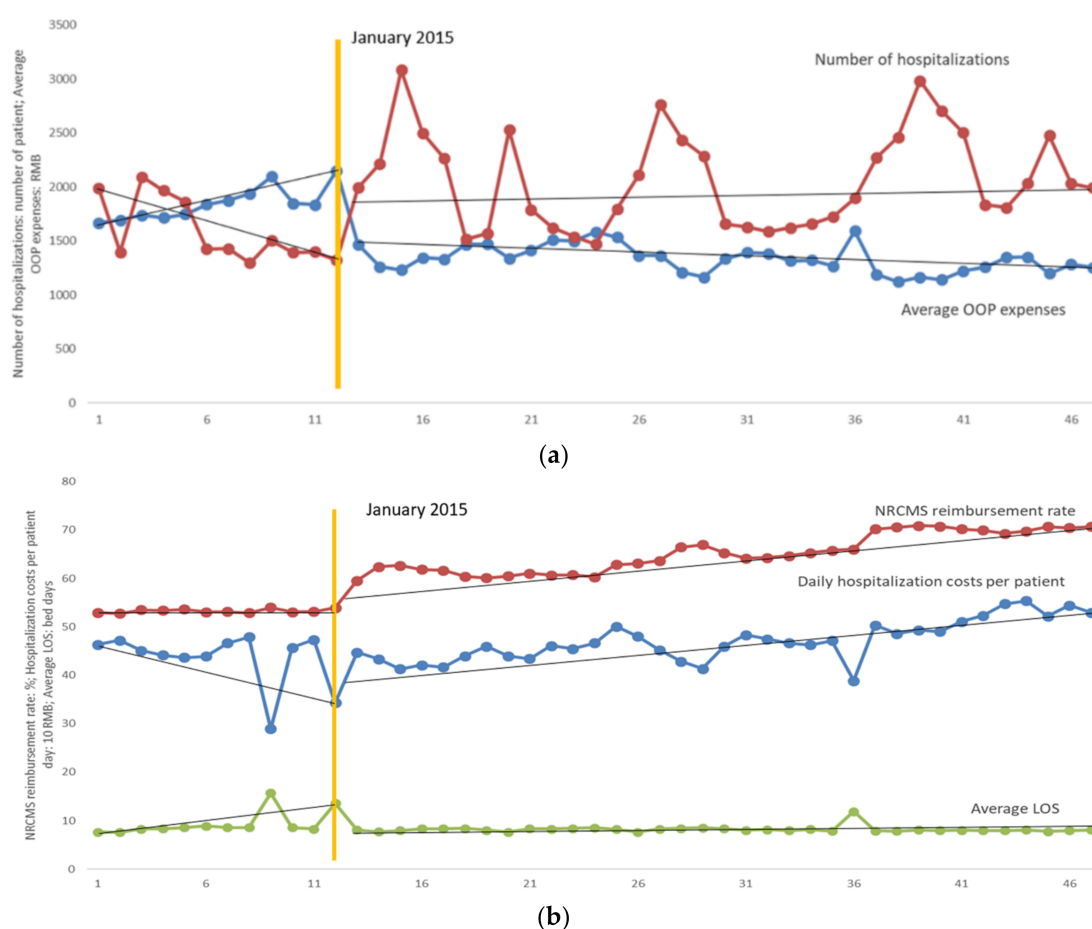 Number of hospitalizations: number of patient; Average
OOP expenses: RMB
3500
3000
2500
2000
1500
1000
500
0
January 2015
Number of hospitalizations
Average OOP expenses
1 6 11 16 21 26 31 36 41 46
(a)
NRCMS reimbursement rate: %; Hospitalization costs per patient
day: 10 RMB; Average LOS: bed days
80
70
60
50
40
30
20
10
0
January 2015
NRCMS reimbursement rate
Daily hospitalization costs per patient
Average LOS
1 6 11 16 21 26 31 36 41 46
(b)